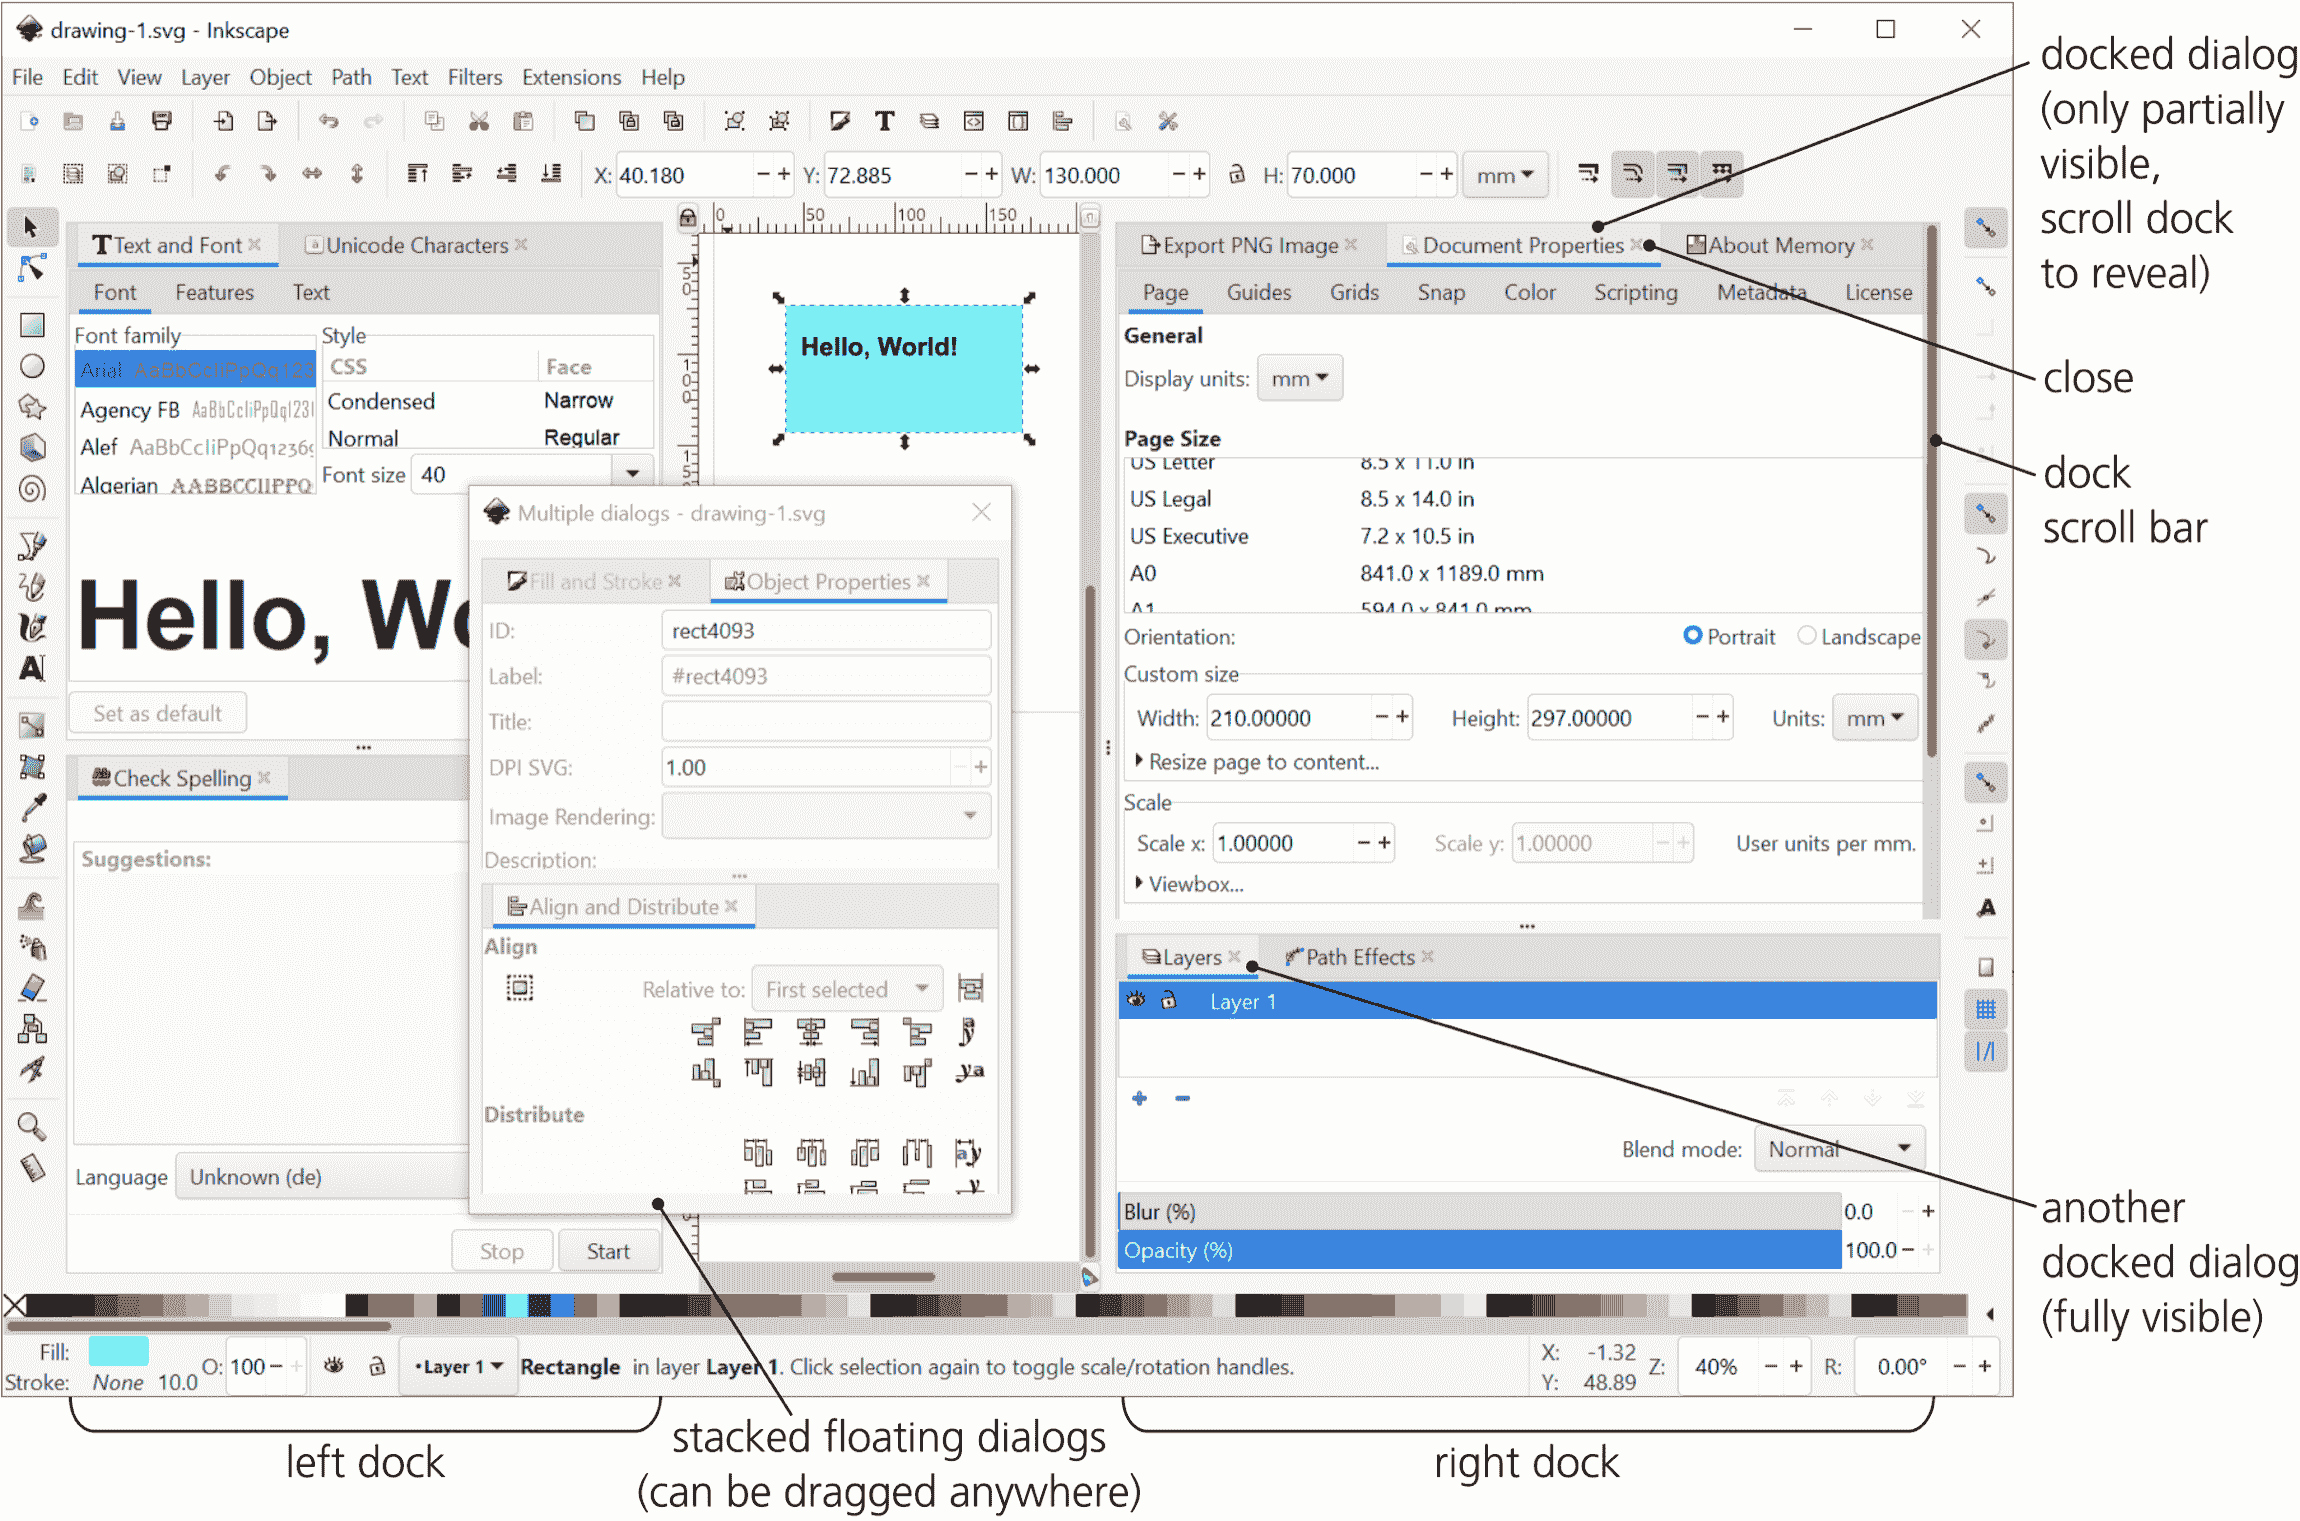 drawing-1.svg - Inkscape
File Edit View Layer Object Path Text Filters Extensions Help
X: 40.180 Y: 72.885 W: 130.000 H: 70.000 mm
Text and Font Unicode Characters
Font Features Text
Font family
Arial AaBbCcIiPpQq123
Agency FB AaBbCcIiPpQq123
Alef AaBbCcIiPpQq1236
Algerian AABBCCIIPPQ
Style
CSS Face
Condensed Narrow
Normal Regular
Font size 40
Hello, Wo
Set as default
Check Spelling
Suggestions:
Language Unknown (de)
Stop Start
0 50 100 150
50
100
15
Hello, World!
Multiple dialogs - drawing-1.svg
Fill and Stroke Object Properties
ID: rect4093
Label: #rect4093
Title:
DPI SVG: 1.00
Image Rendering:
Description:
Align and Distribute
Align
Relative to: First selected
Distribute
Export PNG Image Document Properties About Memory
Page Guides Grids Snap Color Scripting Metadata License
General
Display units: mm
Page Size
US Letter 8.5 x 11.0 in
US Legal 8.5 x 14.0 in
US Executive 7.2 x 10.5 in
A0 841.0 x 1189.0 mm
A1 594.0 x 841.0 mm
Orientation: Portrait Landscape
Custom size
Width: 210.00000 Height: 297.00000 Units: mm
Resize page to content...
Scale
Scale x: 1.00000 Scale y: 1.00000 User units per mm.
Viewbox...
Layers Path Effects
Layer 1
Blend mode: Normal
Blur (%) 0.0
Opacity (%) 100.0
Fill:
Stroke: None 10.0
O: 100
•Layer 1
Rectangle in layer Layer 1. Click selection again to toggle scale/rotation handles.
X: -1.32
Y: 48.89
Z: 40% R: 0.00°
docked dialog
(only partially
visible,
scroll dock
to reveal)
close
dock
scroll bar
another
docked dialog
(fully visible)
left dock
stacked floating dialogs
(can be dragged anywhere)
right dock